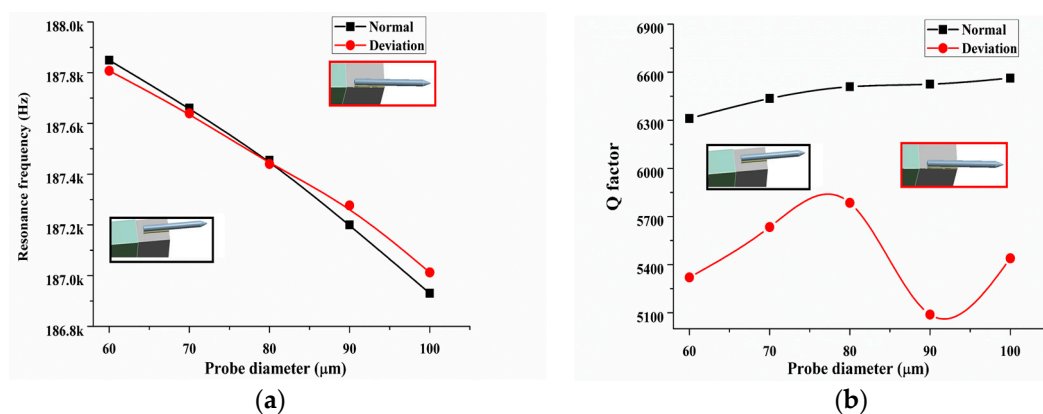 188.0k
187.8k
187.6k
187.4k
187.2k
187.0k
186.8k
Resonance frequency (Hz)
Normal
Deviation
60 70 80 90 100
Probe diameter (μm)
(a)
6900
6600
6300
6000
5700
5400
5100
Q factor
Normal
Deviation
60 70 80 90 100
Probe diameter (μm)
(b)